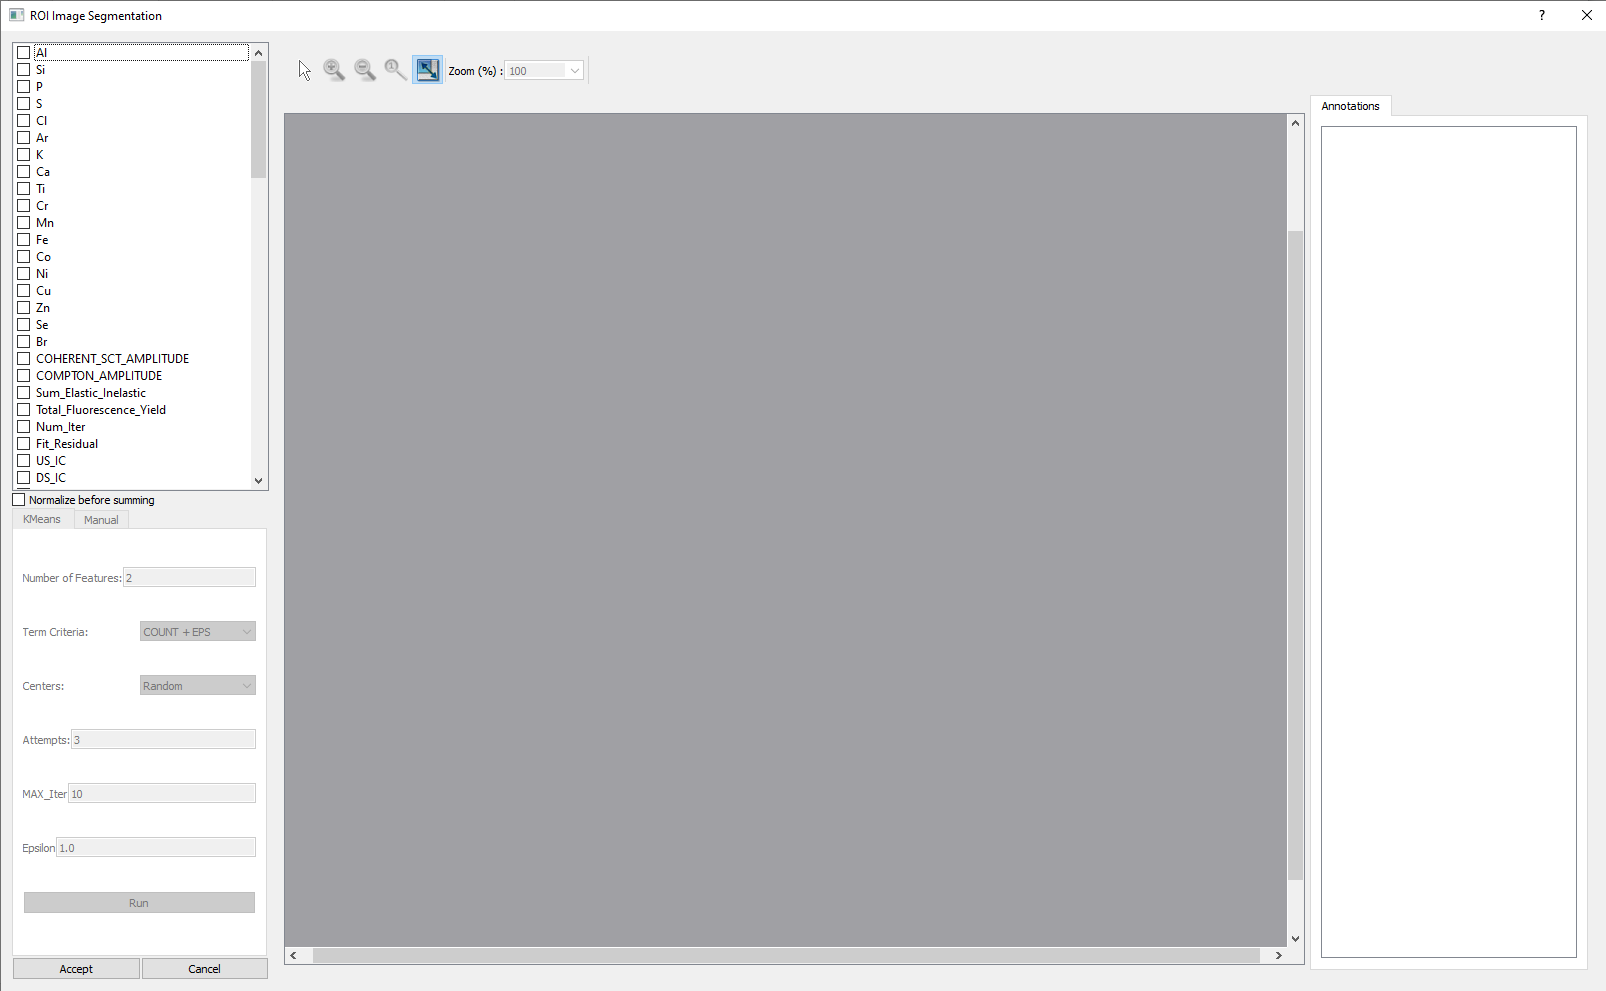 ROI Image Segmentation
?
Al
Si
P
S
Cl
Ar
K
Ca
Ti
Cr
Mn
Fe
Co
Ni
Cu
Zn
Se
Br
COHERENT_SCT_AMPLITUDE
COMPTON_AMPLITUDE
Sum_Elastic_Inelastic
Total_Fluorescence_Yield
Num_Iter
Fit_Residual
US_IC
DS_IC
Normalize before summing
KMeans Manual
Number of Features: 2
Term Criteria: COUNT + EPS
Centers: Random
Attempts: 3
MAX_Iter 10
Epsilon 1.0
Run
Accept Cancel
1
Zoom (%) : 100
Annotations